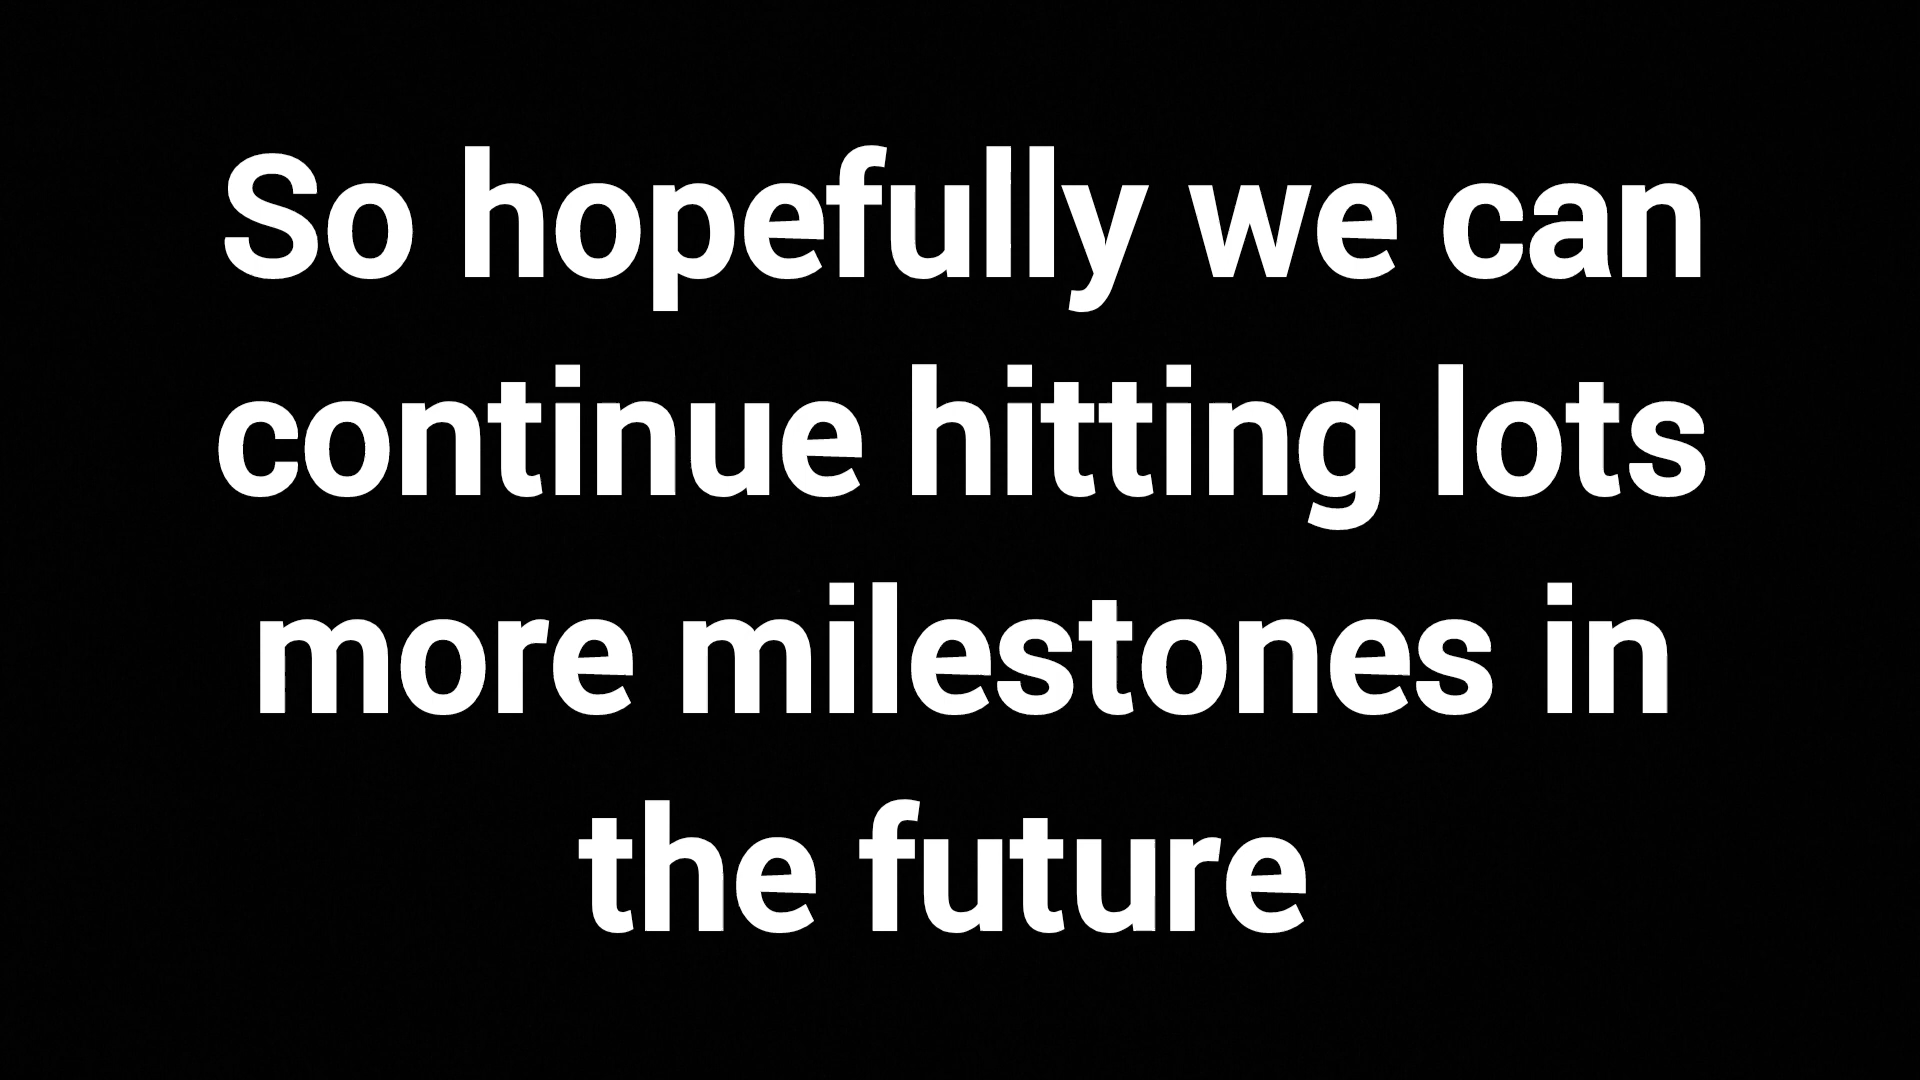 So hopefully we can
continue hitting lots
more milestones in
the future